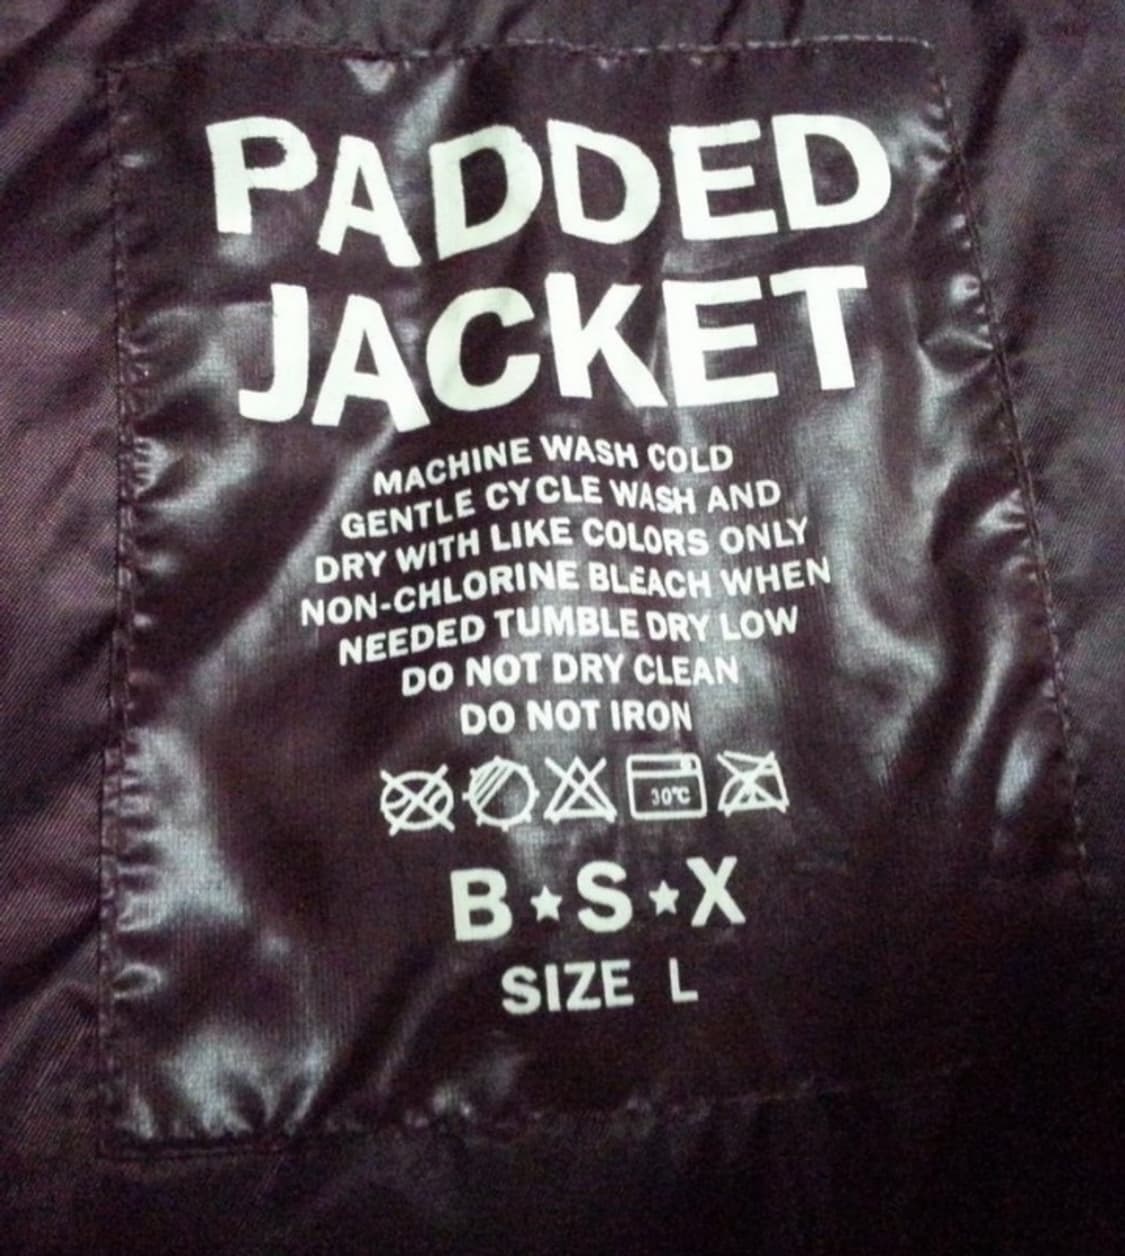 PADDED
JACKET
MACHINE WASH COLD
GENTLE CYCLE WASH AND
DRY WITH LIKE COLORS ONLY
NON-CHLORINE BLEACH WHEN
NEEDED TUMBLE DRY LOW
DO NOT DRY CLEAN
DO NOT IRON
30°C
B★S★X
SIZE L